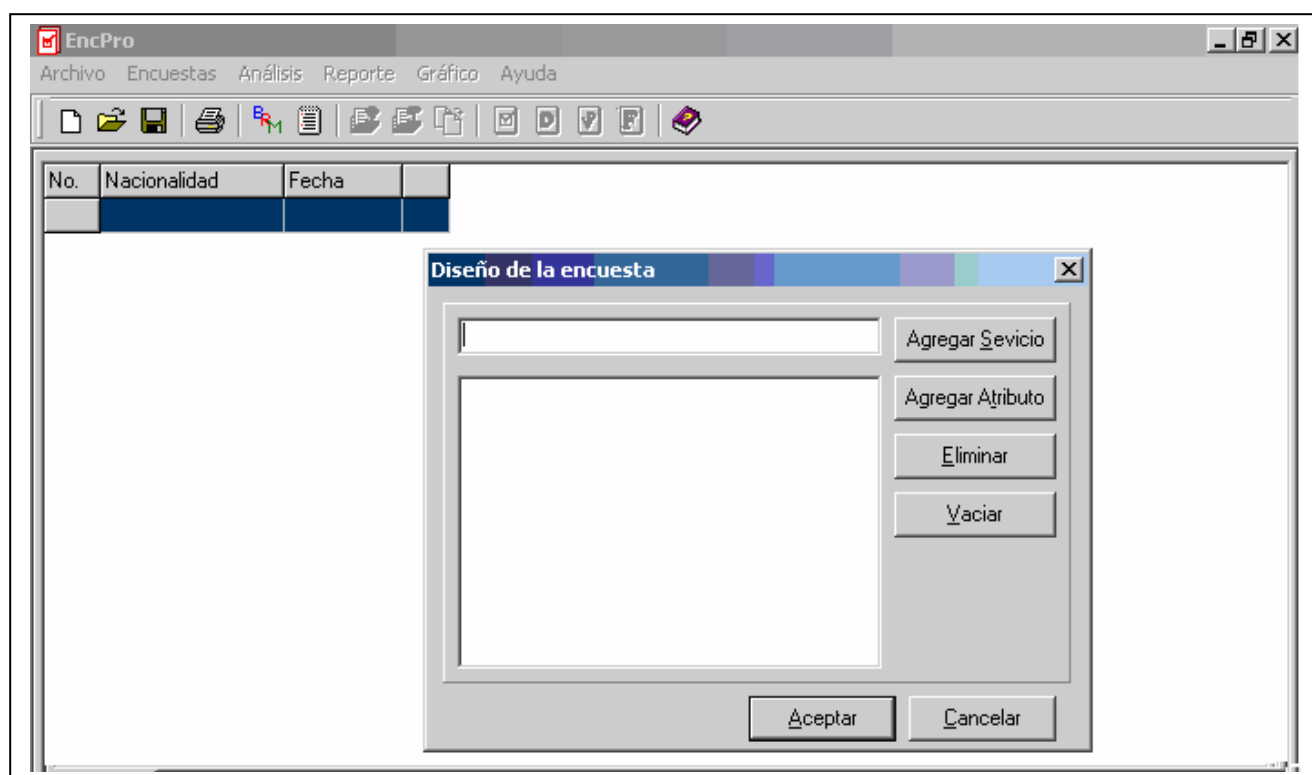 EncPro
Archivo Encuestas Análisis Reporte Gráfico Ayuda
BRM D P F
No. Nacionalidad Fecha
Diseño de la encuesta
Agregar Sevicio
Agregar Atributo
Eliminar
Vaciar
Aceptar Cancelar